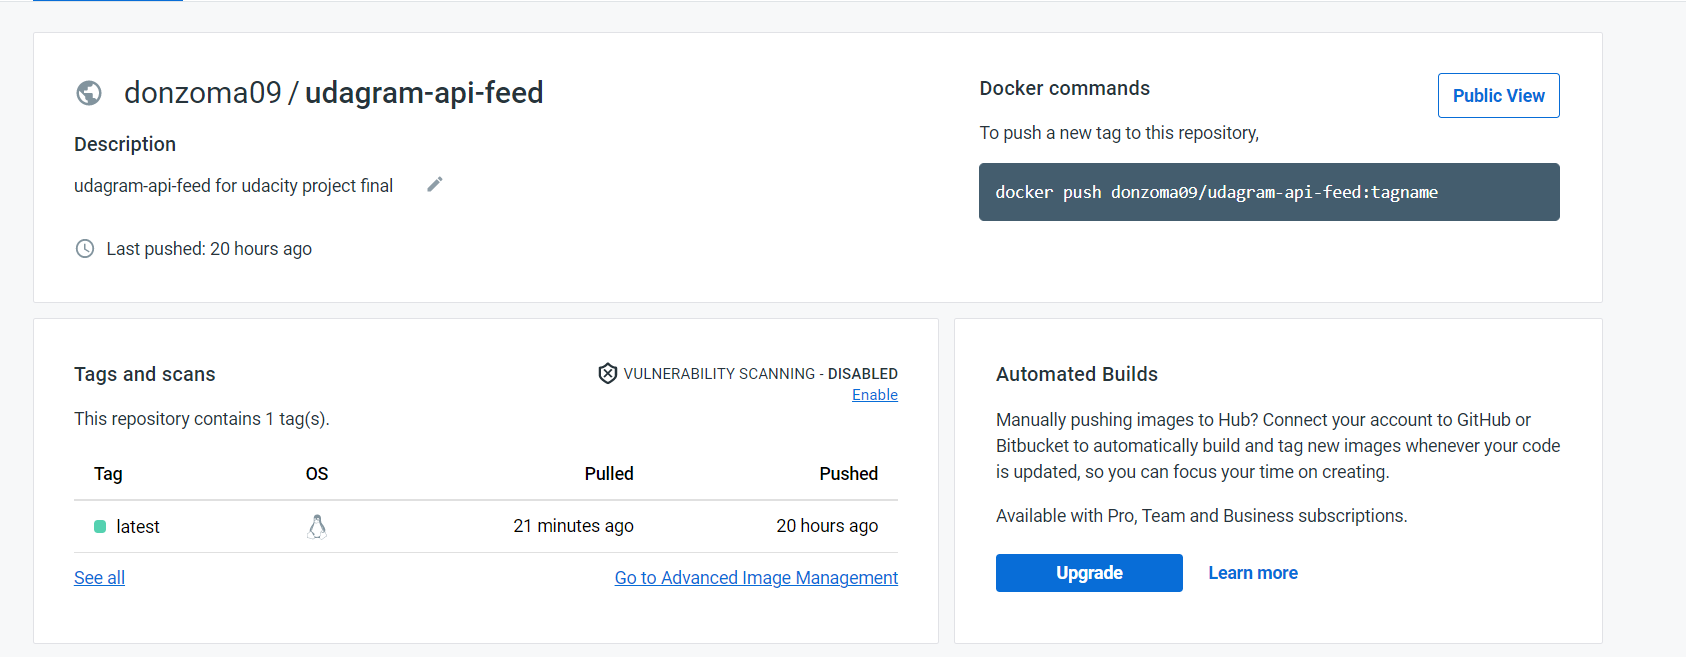 donzoma09 / udagram-api-feed
Description
udagram-api-feed for udacity project final
Last pushed: 20 hours ago
Docker commands
Public View
To push a new tag to this repository,
docker push donzoma09/udagram-api-feed:tagname
Tags and scans
VULNERABILITY SCANNING - DISABLED
Enable
This repository contains 1 tag(s).
Tag OS Pulled Pushed
latest 21 minutes ago 20 hours ago
See all Go to Advanced Image Management
Automated Builds
Manually pushing images to Hub? Connect your account to GitHub or
Bitbucket to automatically build and tag new images whenever your code
is updated, so you can focus your time on creating.
Available with Pro, Team and Business subscriptions.
Upgrade Learn more